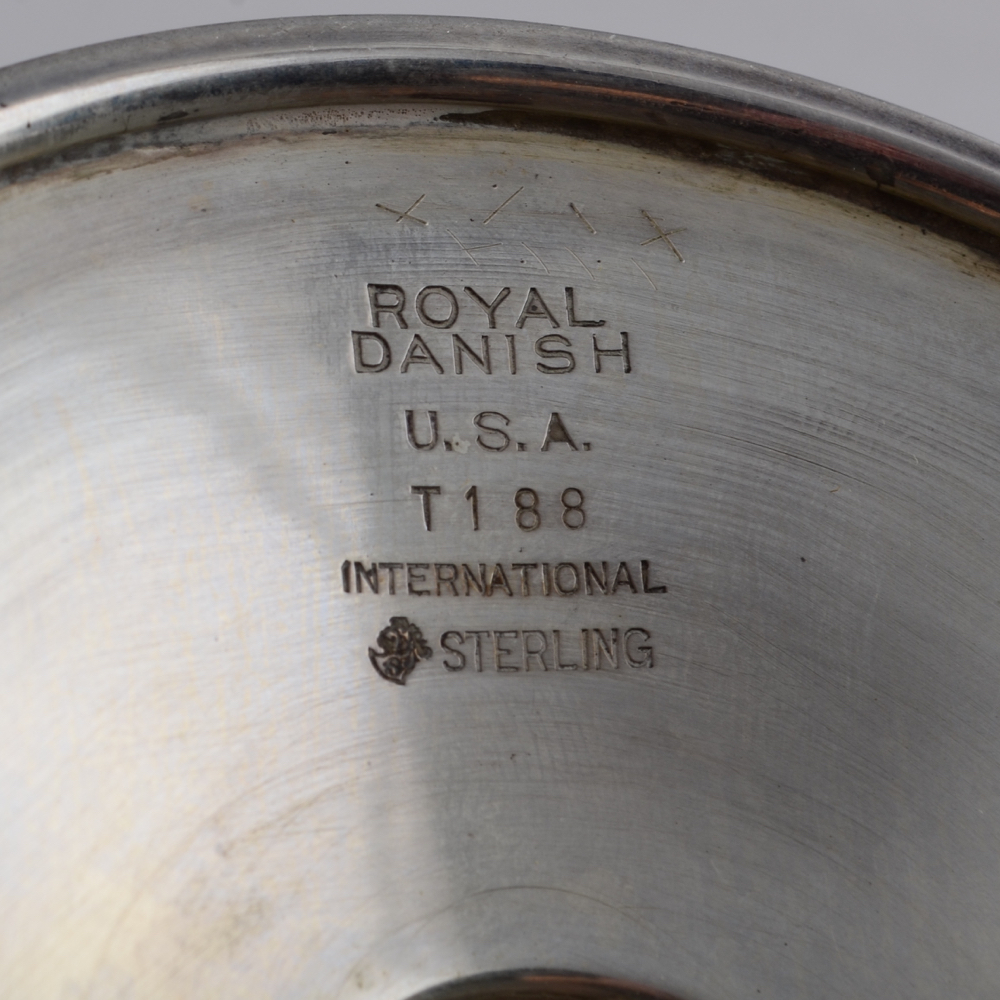 ROYAL
DANISH
U.S.A.
T188
INTERNATIONAL
STERLING